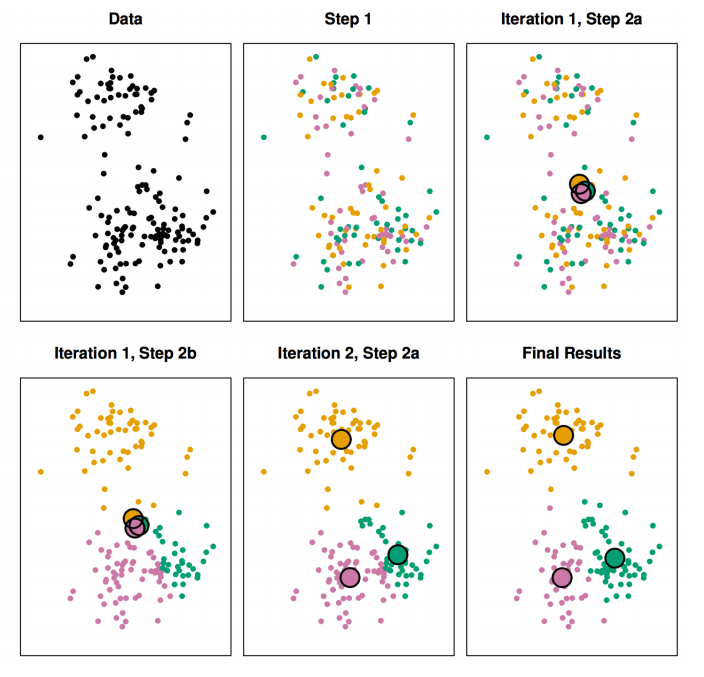 Data
Step 1
Iteration 1, Step 2a
Iteration 1, Step 2b
Iteration 2, Step 2a
Final Results